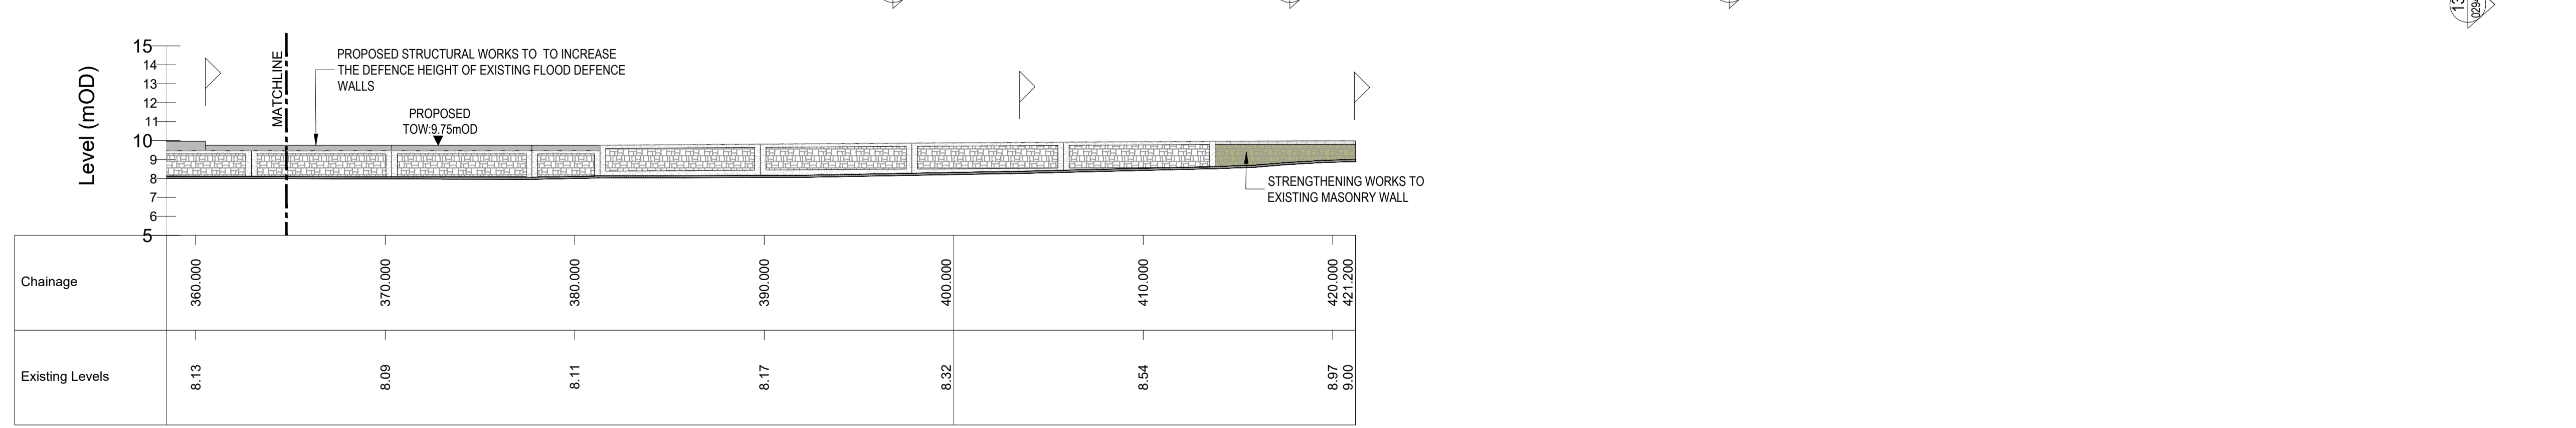 13
0294
15
14
13
12
11
10
9
8
7
6
5
Level (mOD)
MATCHLINE
PROPOSED STRUCTURAL WORKS TO TO INCREASE
THE DEFENCE HEIGHT OF EXISTING FLOOD DEFENCE
WALLS
PROPOSED
TOW:9.75mOD
STRENGTHENING WORKS TO
EXISTING MASONRY WALL
Chainage
360.000
370.000
380.000
390.000
400.000
410.000
420.000
421.200
Existing Levels
8.13
8.09
8.11
8.17
8.32
8.54
8.97
9.00